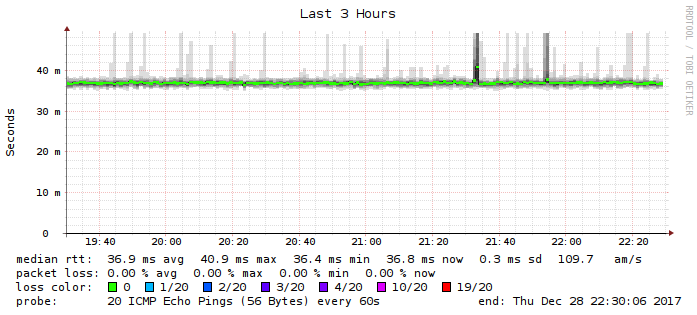 Last 3 Hours
RRDTOOL / TOBI OETIKER
Seconds
40 m
30 m
20 m
10 m
0
19:40 20:00 20:20 20:40 21:00 21:20 21:40 22:00 22:20
median rtt: 36.9 ms avg 40.9 ms max 36.4 ms min 36.8 ms now 0.3 ms sd 109.7 am/s
packet loss: 0.00 % avg 0.00 % max 0.00 % min 0.00 % now
loss color: 0 1/20 2/20 3/20 4/20 10/20 19/20
probe: 20 ICMP Echo Pings (56 Bytes) every 60s end: Thu Dec 28 22:30:06 2017